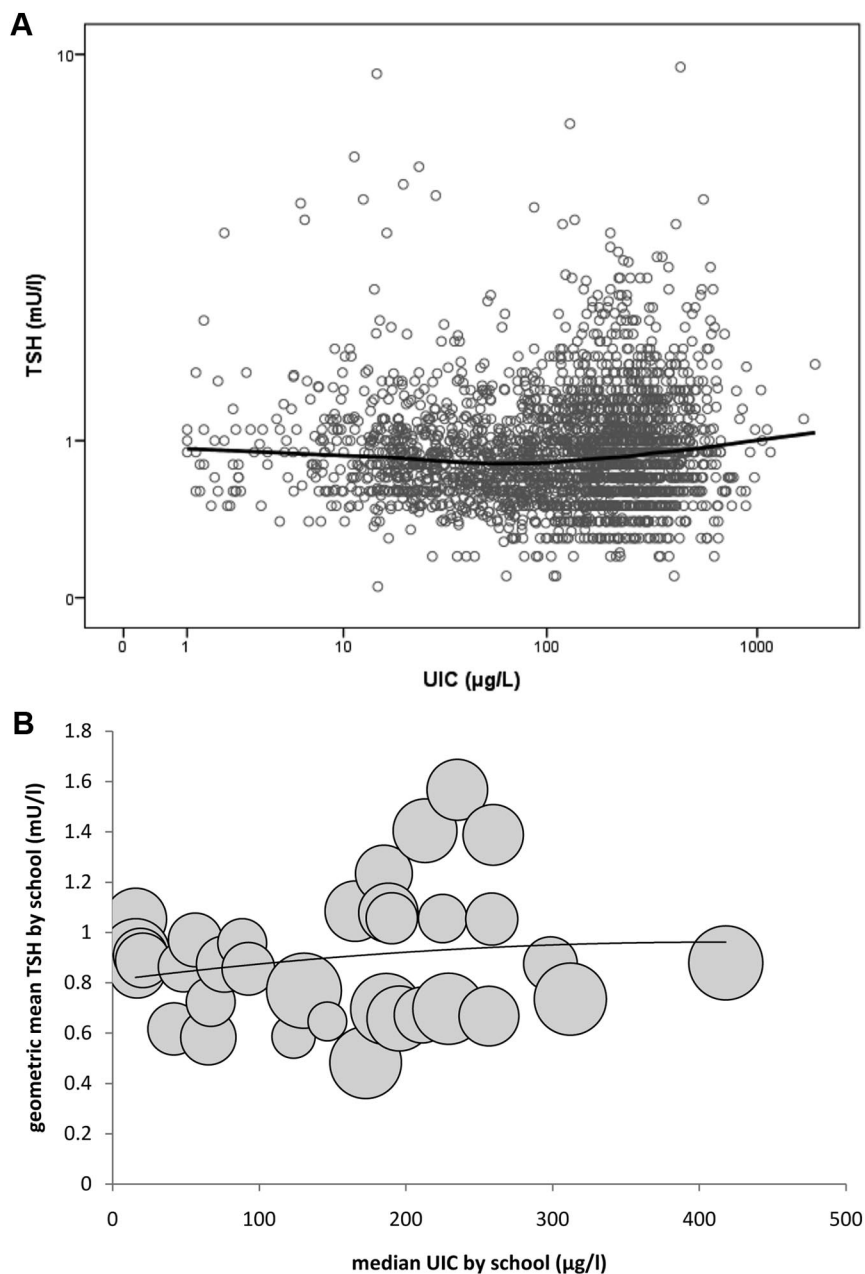 A
10
1
0
TSH (mU/l)
0 1 10 100 1000
UIC (µg/L)
B
1.8
1.6
1.4
1.2
1
0.8
0.6
0.4
0.2
0
geometric mean TSH by school (mU/l)
0 100 200 300 400 500
median UIC by school (µg/l)